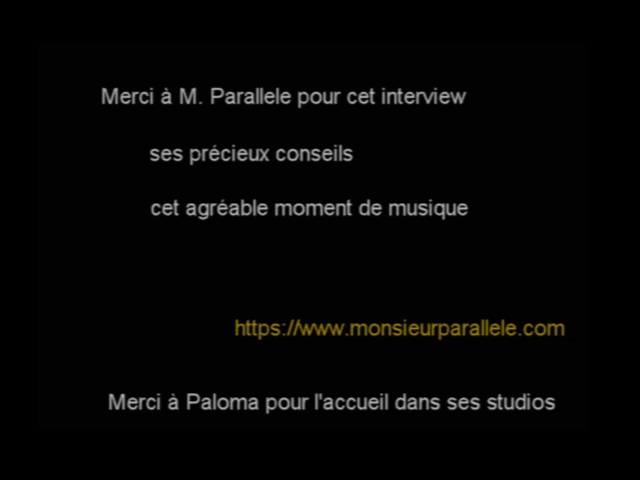 Merci à M. Parallele pour cet interview
ses précieux conseils
cet agréable moment de musique
https://www.monsieurparallele.com
Merci à Paloma pour l'accueil dans ses studios